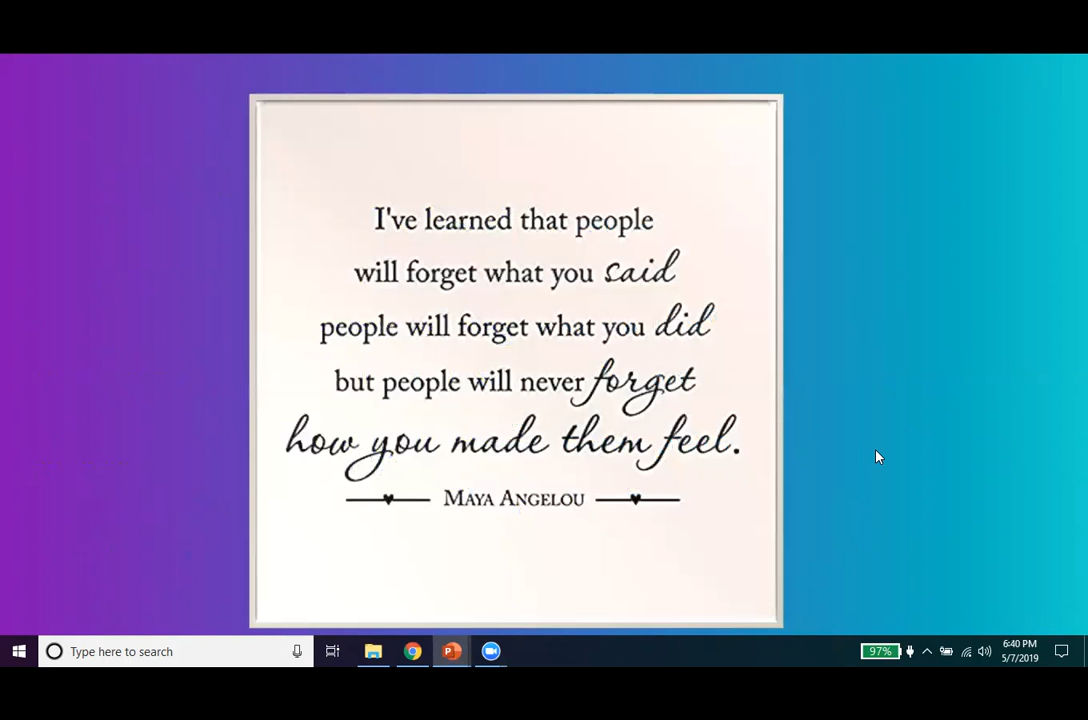 I've learned that people
will forget what you said
people will forget what you did
but people will never forget
how you made them feel.
MAYA ANGELOU
Type here to search
97%
6:40 PM
5/7/2019